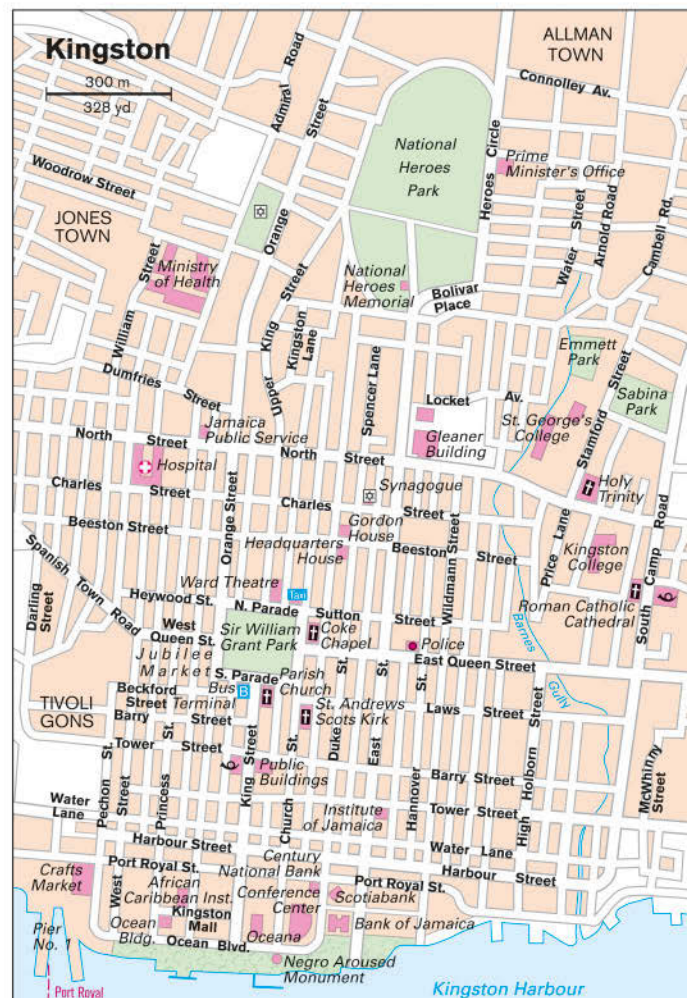 Kingston
300 m
328 yd
ALLMAN
TOWN
Connolley Av.
Admiral Road
Street
Orange
National
Heroes
Park
Heroes Circle
Prime
Minister's Office
Woodrow Street
JONES
TOWN
Water Street
Arnold Road
Cambell Rd.
Ministry
of Health
William Street
National
Heroes
Memorial
Bolivar
Place
Upper King Street
Kingston
Lane
Spencer Lane
Emmett
Park
Sabina
Park
Dumfries Street
Locket Av.
St. George's
College
Stamford Street
Jamaica
Public Service
Gleaner
Building
North Street
North Street
Hospital
Holy
Trinity
Charles Street
Synagogue
Charles Street
Orange Street
Gordon
House
Beeston Street
Headquarters
House
Beeston Street
Wildmann Street
Price Lane
Kingston
College
South Camp Road
Spanish Town Road
Darling
Street
Ward Theatre
Taxi
Heywood St.
N. Parade
Sutton Street
Roman Catholic
Cathedral
West
Queen St.
Sir William
Grant Park
Coke
Chapel
Police
East Queen Street
Barnes Gully
Jubilee
Market
S. Parade
Parish
Church
Beckford
Street
Bus
Terminal
B
TIVOLI
GONS
Barry Street
St. Andrews
Scots Kirk
Laws Street
Duke St.
East St.
Hannover St.
High Holborn Street
McWhinny
Street
Tower Street
King Street
Public
Buildings
Church St.
Barry Street
Pechon St.
West Street
Princess St.
Water
Lane
Institute
of Jamaica
Tower Street
Harbour Street
Water Lane
Port Royal St.
Century
National Bank
Port Royal St.
Harbour Street
Crafts
Market
African
Caribbean Inst.
Conference
Center
Scotiabank
Kingston
Mall
Bank of Jamaica
Ocean
Bldg.
Oceana
Ocean Blvd.
Pier
No. 1
Negro Aroused
Monument
Port Royal
Kingston Harbour